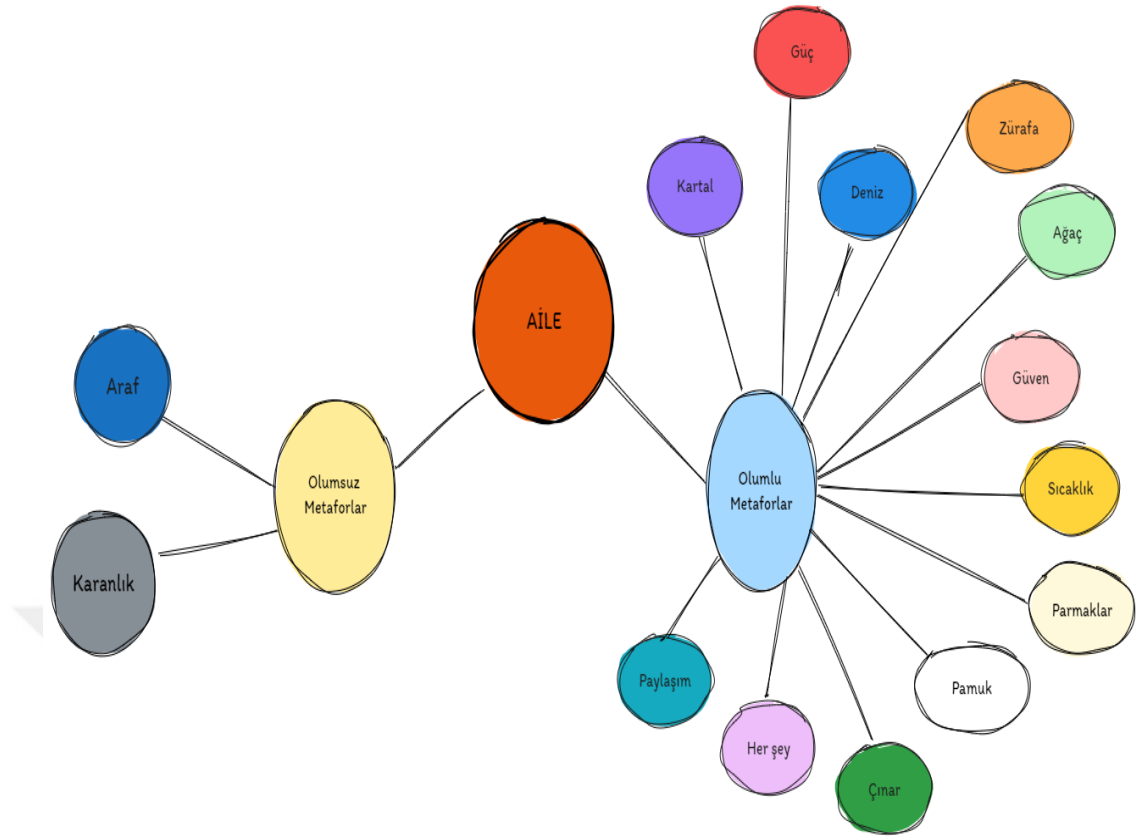 Güç
Zürafa
Kartal
Deniz
Ağaç
AİLE
Araf
Güven
Olumsuz
Metaforlar
Olumlu
Metaforlar
Sıcaklık
Karanlık
Parmaklar
Paylaşım
Pamuk
Her şey
Çınar